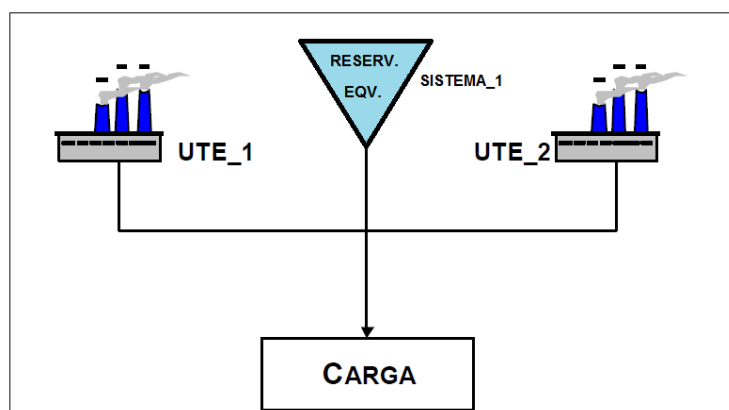 RESERV.
EQV.
SISTEMA_1
UTE_1
UTE_2
CARGA